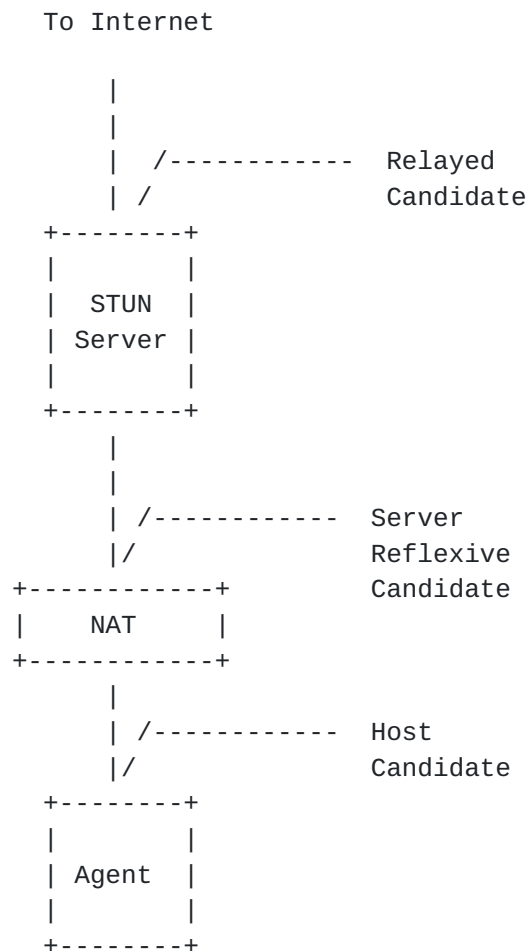 To Internet
Relayed
Candidate
STUN
Server
Server
Reflexive
Candidate
NAT
Host
Candidate
Agent